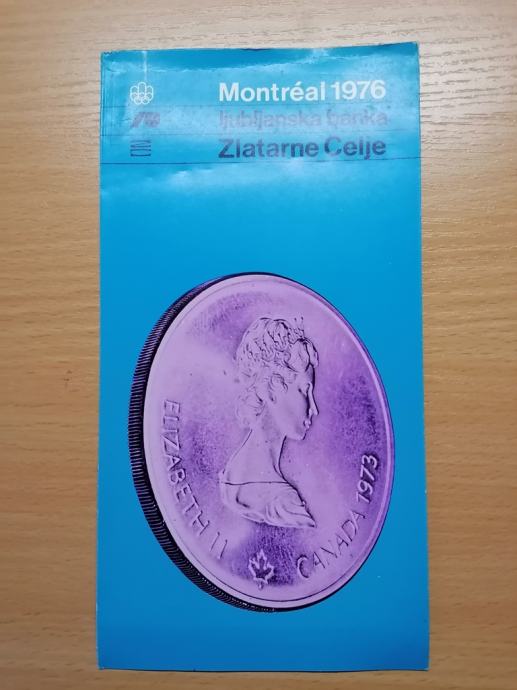 Montréal 1976
ljubljanska banka
Zlatarne Celje
ELIZABETH II
CANADA 1973